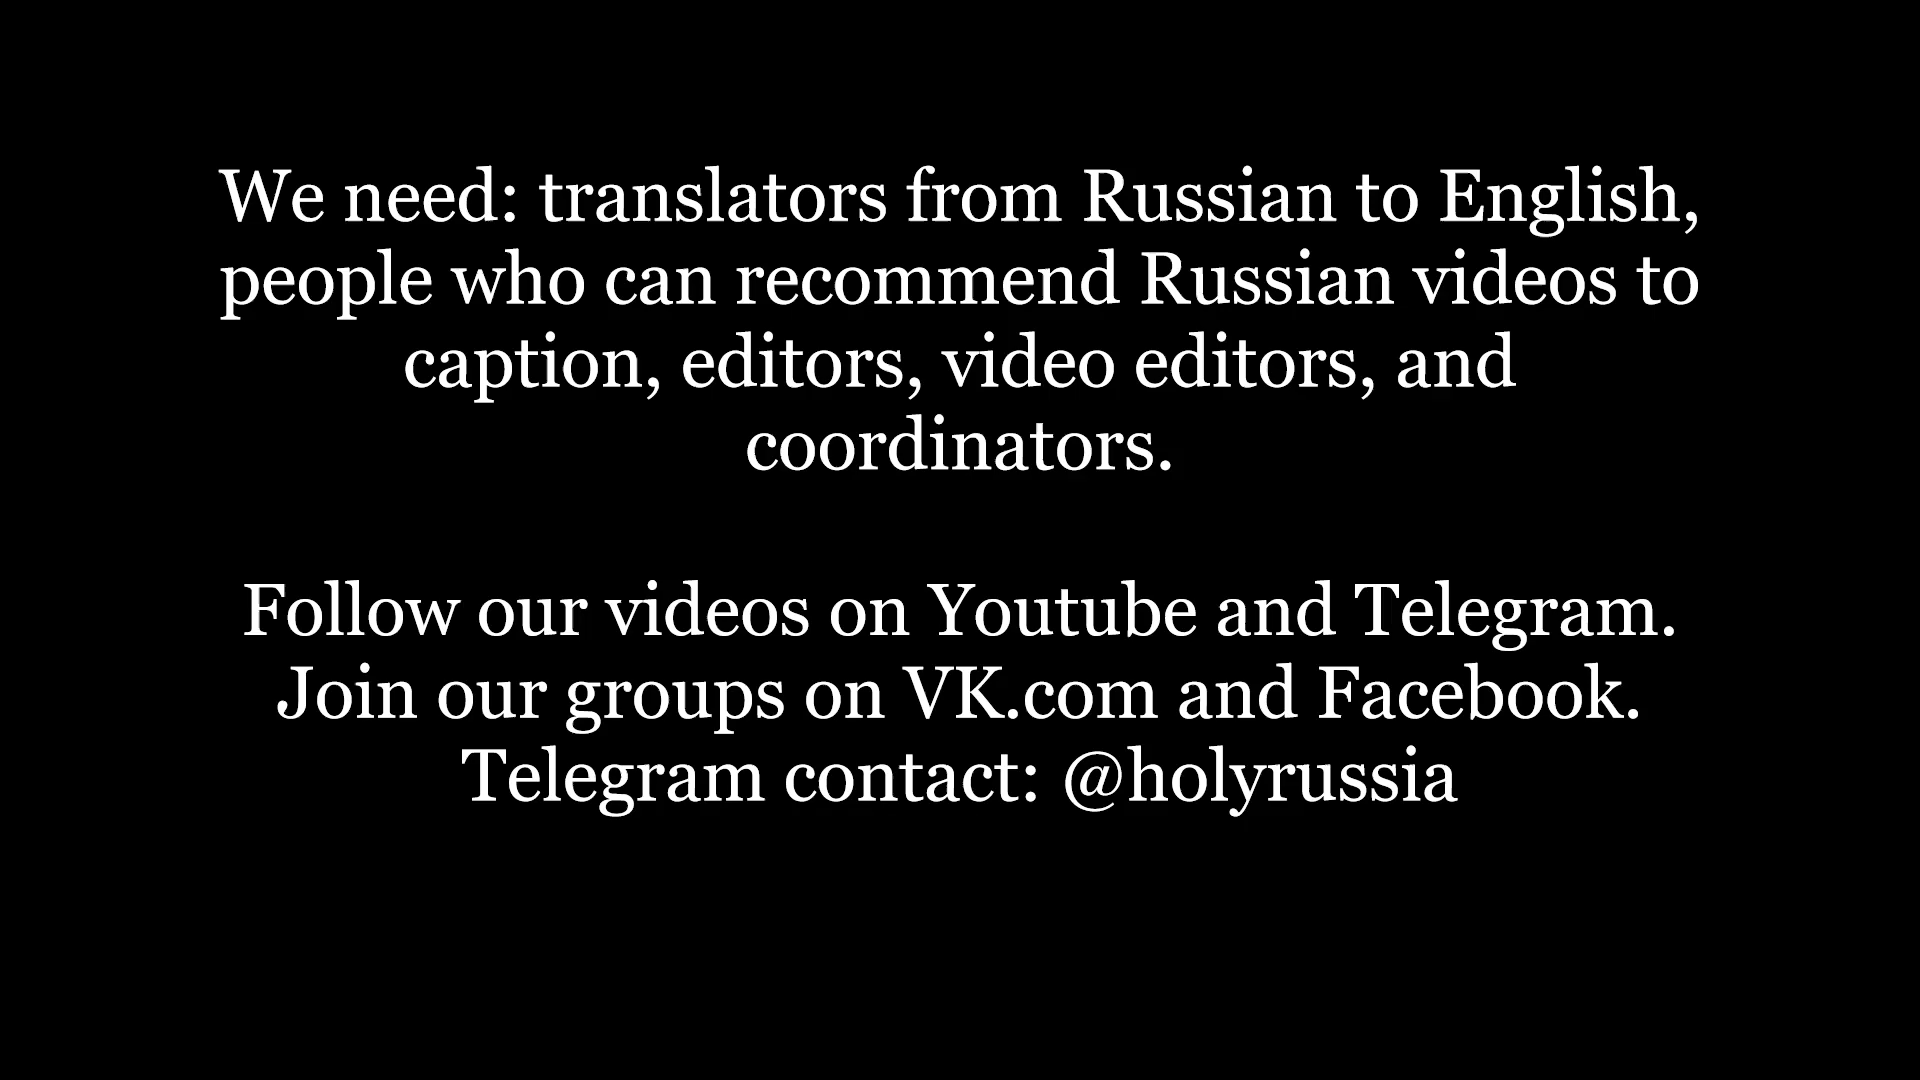 We need: translators from Russian to English,
people who can recommend Russian videos to
caption, editors, video editors, and
coordinators.
Follow our videos on Youtube and Telegram.
Join our groups on VK.com and Facebook.
Telegram contact: @holyrussia